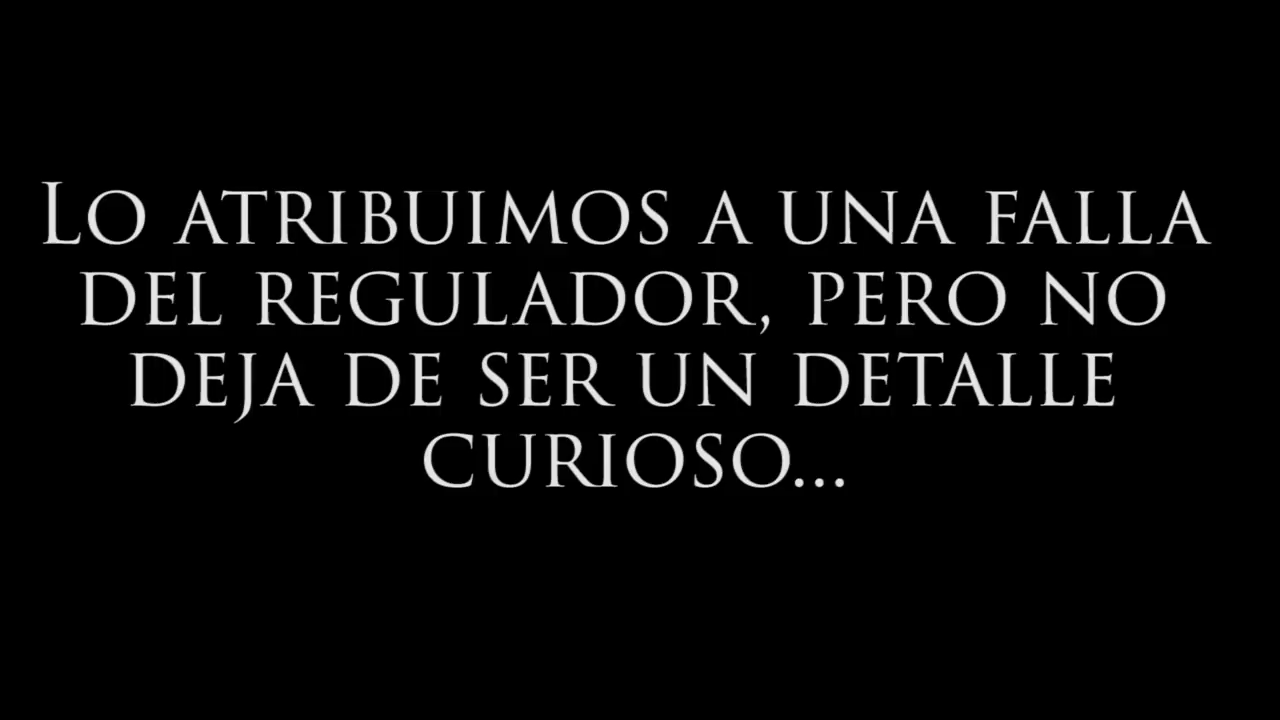 Lo atribuimos a una falla
del regulador, pero no
deja de ser un detalle
curioso...